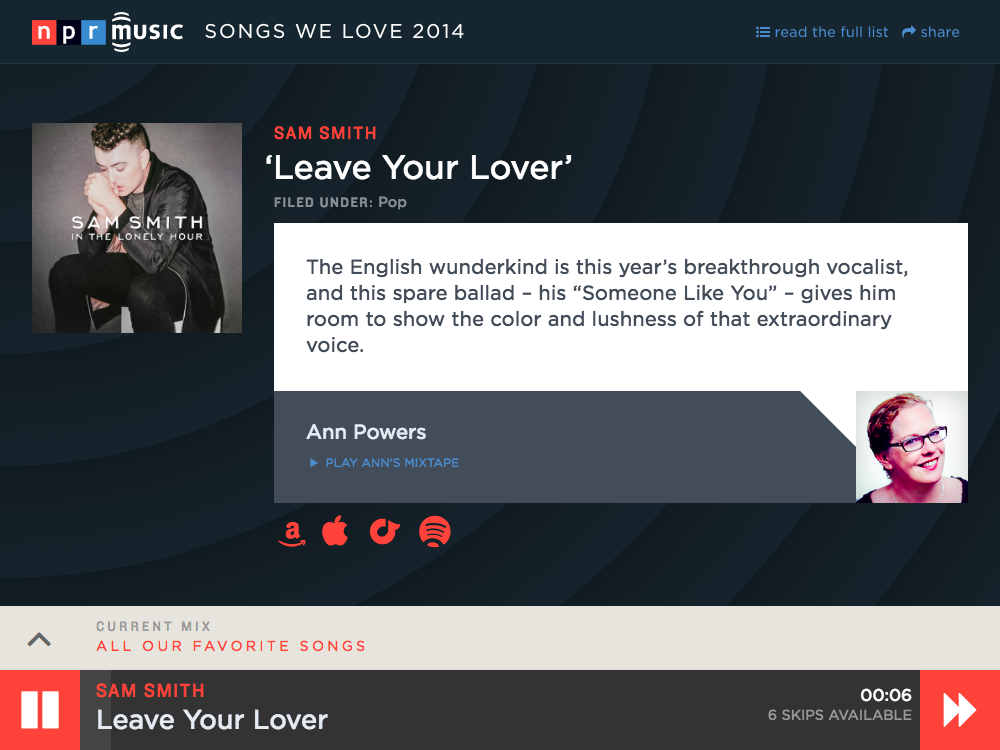 npr music SONGS WE LOVE 2014 read the full list share
SAM SMITH
‘Leave Your Lover’
FILED UNDER: Pop
SAM SMITH
IN THE LONELY HOUR
The English wunderkind is this year’s breakthrough vocalist,
and this spare ballad – his “Someone Like You” – gives him
room to show the color and lushness of that extraordinary
voice.
Ann Powers
PLAY ANN’S MIXTAPE
a
CURRENT MIX
ALL OUR FAVORITE SONGS
SAM SMITH
Leave Your Lover
00:06
6 SKIPS AVAILABLE